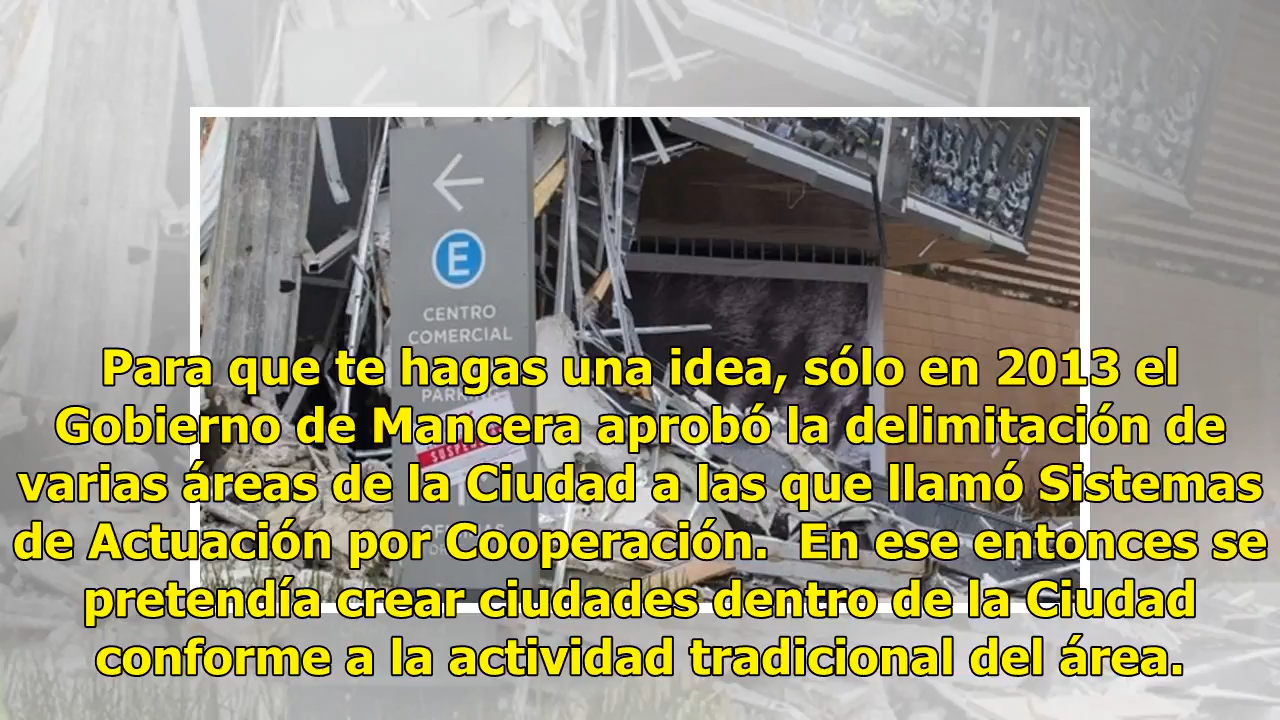 E
CENTRO
COMERCIAL
Para que te hagas una idea, sólo en 2013 el
Gobierno de Mancera aprobó la delimitación de
varias áreas de la Ciudad a las que llamó Sistemas
de Actuación por Cooperación.  En ese entonces se
pretendía crear ciudades dentro de la Ciudad
conforme a la actividad tradicional del área.